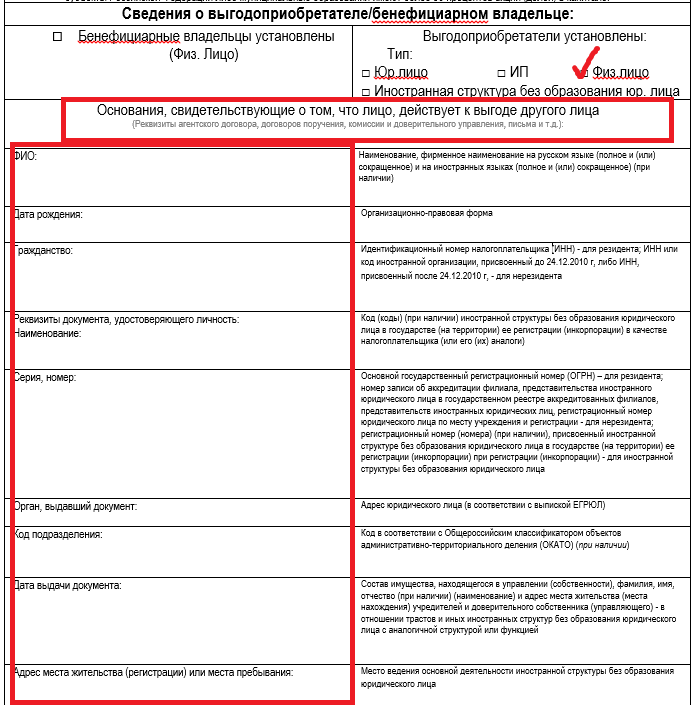 Сведения о выгодоприобретателе/бенефициарном владельце:
□ Бенефициарные владельцы установлены
(Физ. Лицо)
Выгодоприобретатели установлены:
Тип:
□ Юр.лицо □ ИП □ Физ.лицо
□ Иностранная структура без образования юр. лица
Основания, свидетельствующие о том, что лицо, действует к выгоде другого лица
(Реквизиты агентского договора, договоров поручения, комиссии и доверительного управления, письма и т.д.):
ФИО:
Наименование, фирменное наименование на русском языке (полное и (или)
сокращенное) и на иностранных языках (полное и (или) сокращенное) (при
наличии)
Дата рождения:
Организационно-правовая форма
Гражданство:
Идентификационный номер налогоплательщика (ИНН) - для резидента; ИНН или
код иностранной организации, присвоенный до 24.12.2010 г, либо ИНН,
присвоенный после 24.12.2010 г, - для нерезидента
Реквизиты документа, удостоверяющего личность:
Наименование:
Код (коды) (при наличии) иностранной структуры без образования юридического
лица в государстве (на территории) ее регистрации (инкорпорации) в качестве
налогоплательщика (или его (их) аналоги)
Серия, номер:
Основной государственный регистрационный номер (ОГРН) – для резидента;
номер записи об аккредитации филиала, представительства иностранного
юридического лица в государственном реестре аккредитованных филиалов,
представительств иностранных юридических лиц, регистрационный номер
юридического лица по месту учреждения и регистрации - для нерезидента;
регистрационный номер (номера) (при наличии), присвоенный иностранной
структуре без образования юридического лица в государстве (на территории) ее
регистрации (инкорпорации) при регистрации (инкорпорации) - для иностранной
структуры без образования юридического лица
Орган, выдавший документ:
Адрес юридического лица (в соответствии с выпиской ЕГРЮЛ)
Код подразделения:
Код в соответствии с Общероссийским классификатором объектов
административно-территориального деления (ОКАТО) (при наличии)
Дата выдачи документа:
Состав имущества, находящегося в управлении (собственности), фамилия, имя,
отчество (при наличии) (наименование) и адрес места жительства (места
нахождения) учредителей и доверительного собственника (управляющего) - в
отношении трастов и иных иностранных структур без образования юридического
лица с аналогичной структурой или функцией
Адрес места жительства (регистрации) или места пребывания:
Место ведения основной деятельности иностранной структуры без образования
юридического лица